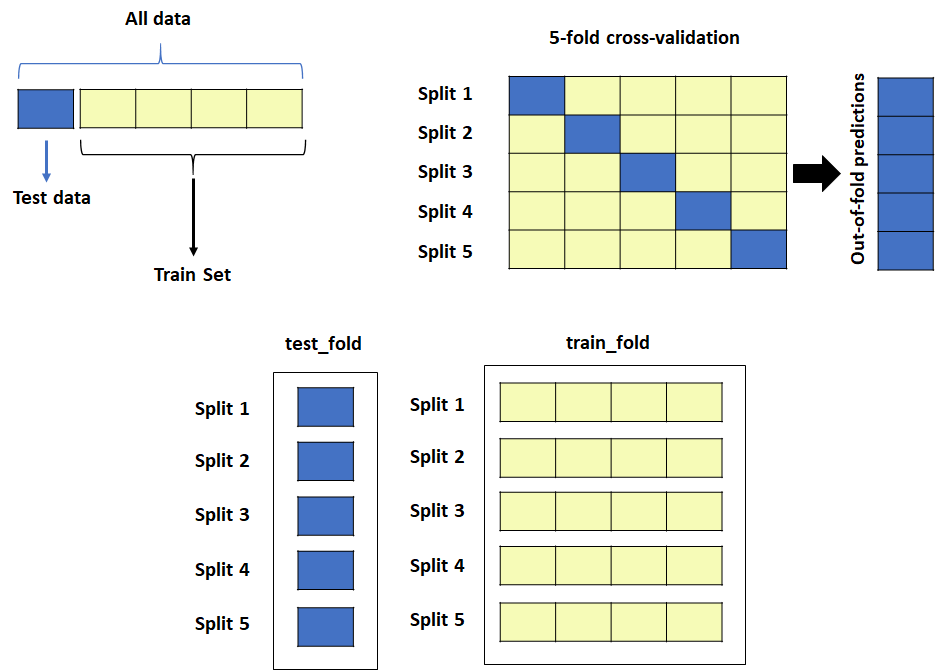 All data
Test data
Train Set
5-fold cross-validation
Split 1
Split 2
Split 3
Split 4
Split 5
Out-of-fold predictions
test_fold
Split 1
Split 2
Split 3
Split 4
Split 5
train_fold
Split 1
Split 2
Split 3
Split 4
Split 5